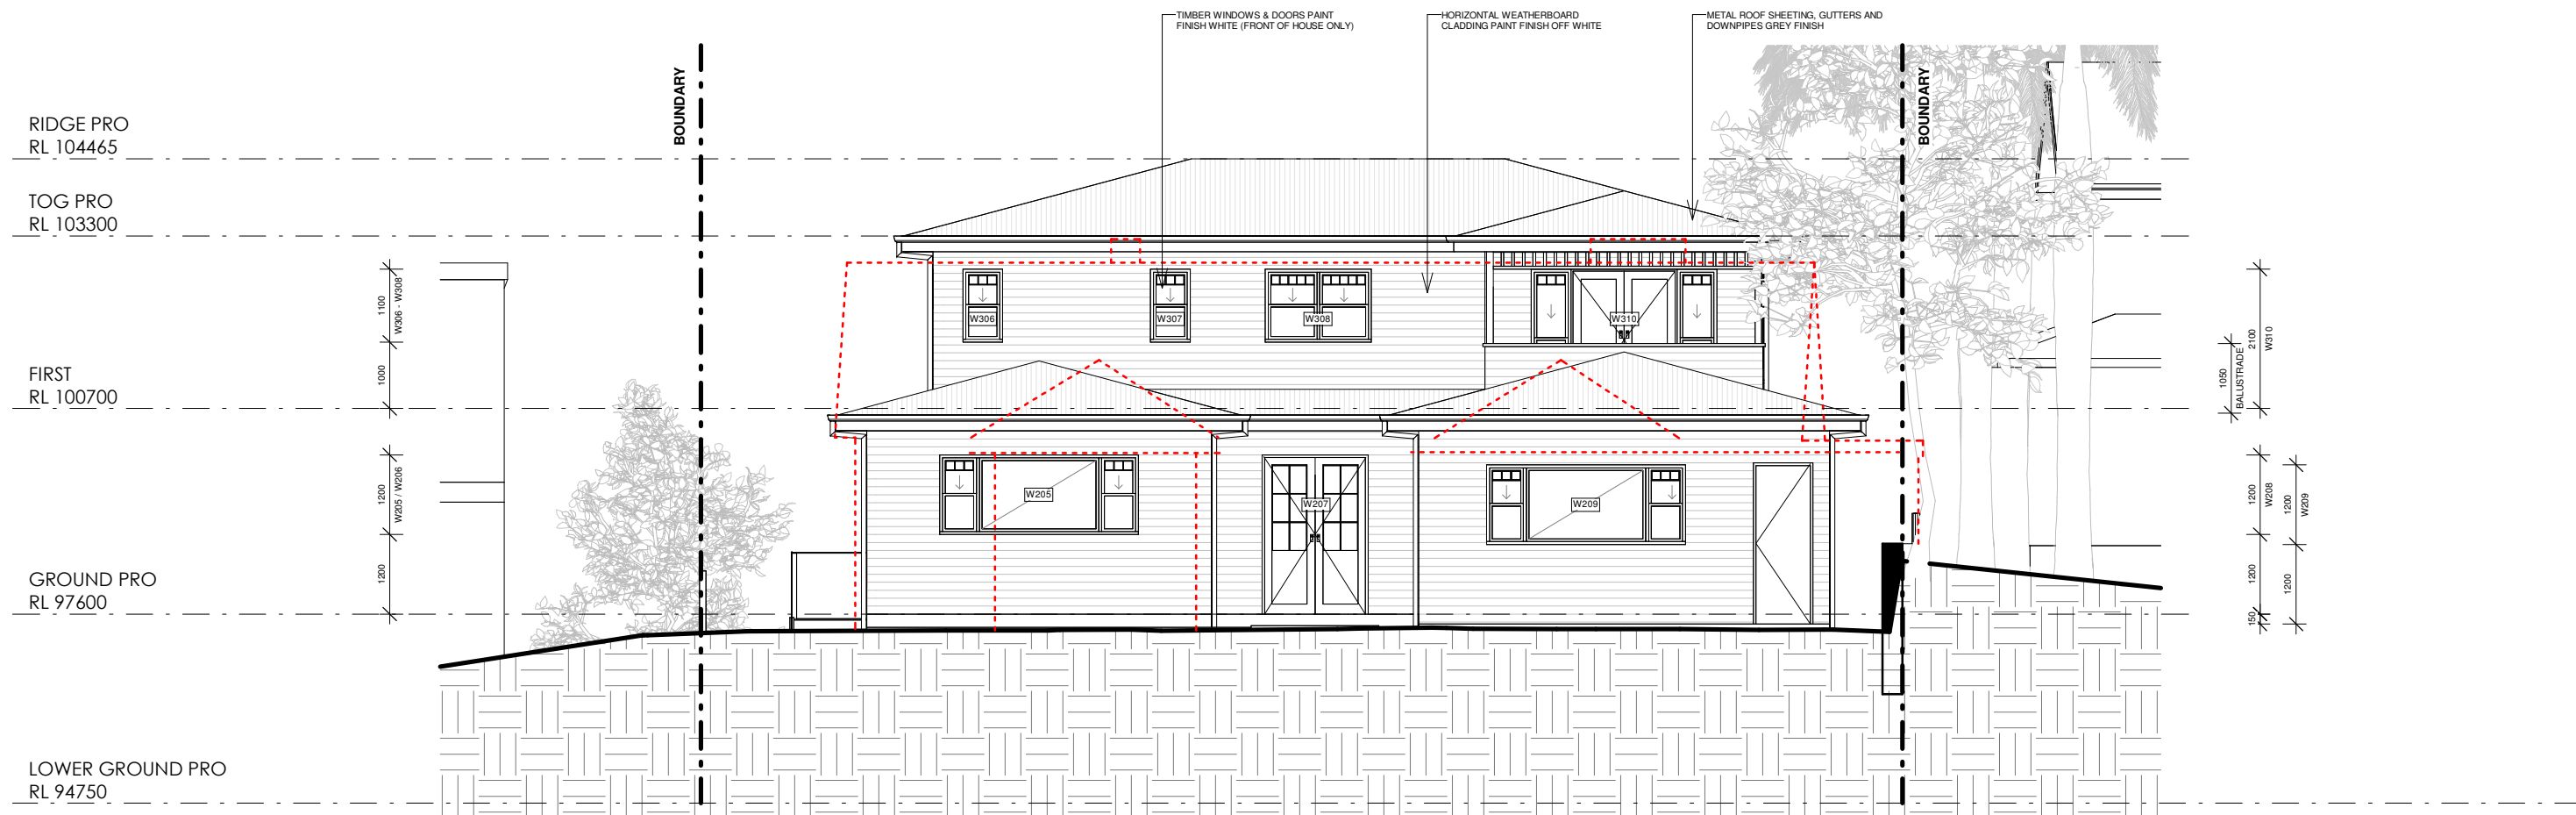 TIMBER WINDOWS & DOORS PAINT
FINISH WHITE (FRONT OF HOUSE ONLY)
HORIZONTAL WEATHERBOARD
CLADDING PAINT FINISH OFF WHITE
METAL ROOF SHEETING, GUTTERS AND
DOWNPIPES GREY FINISH
BOUNDARY
BOUNDARY
RIDGE PRO
RL 104465
TOG PRO
RL 103300
FIRST
RL 100700
GROUND PRO
RL 97600
LOWER GROUND PRO
RL 94750
1100
W306 - W308
1000
1200
W205 / W206
1200
W306
W307
W308
W310
W205
W207
W209
2100
W310
1050
BALUSTRADE
1200
W208
1200
W209
1200
1200
150